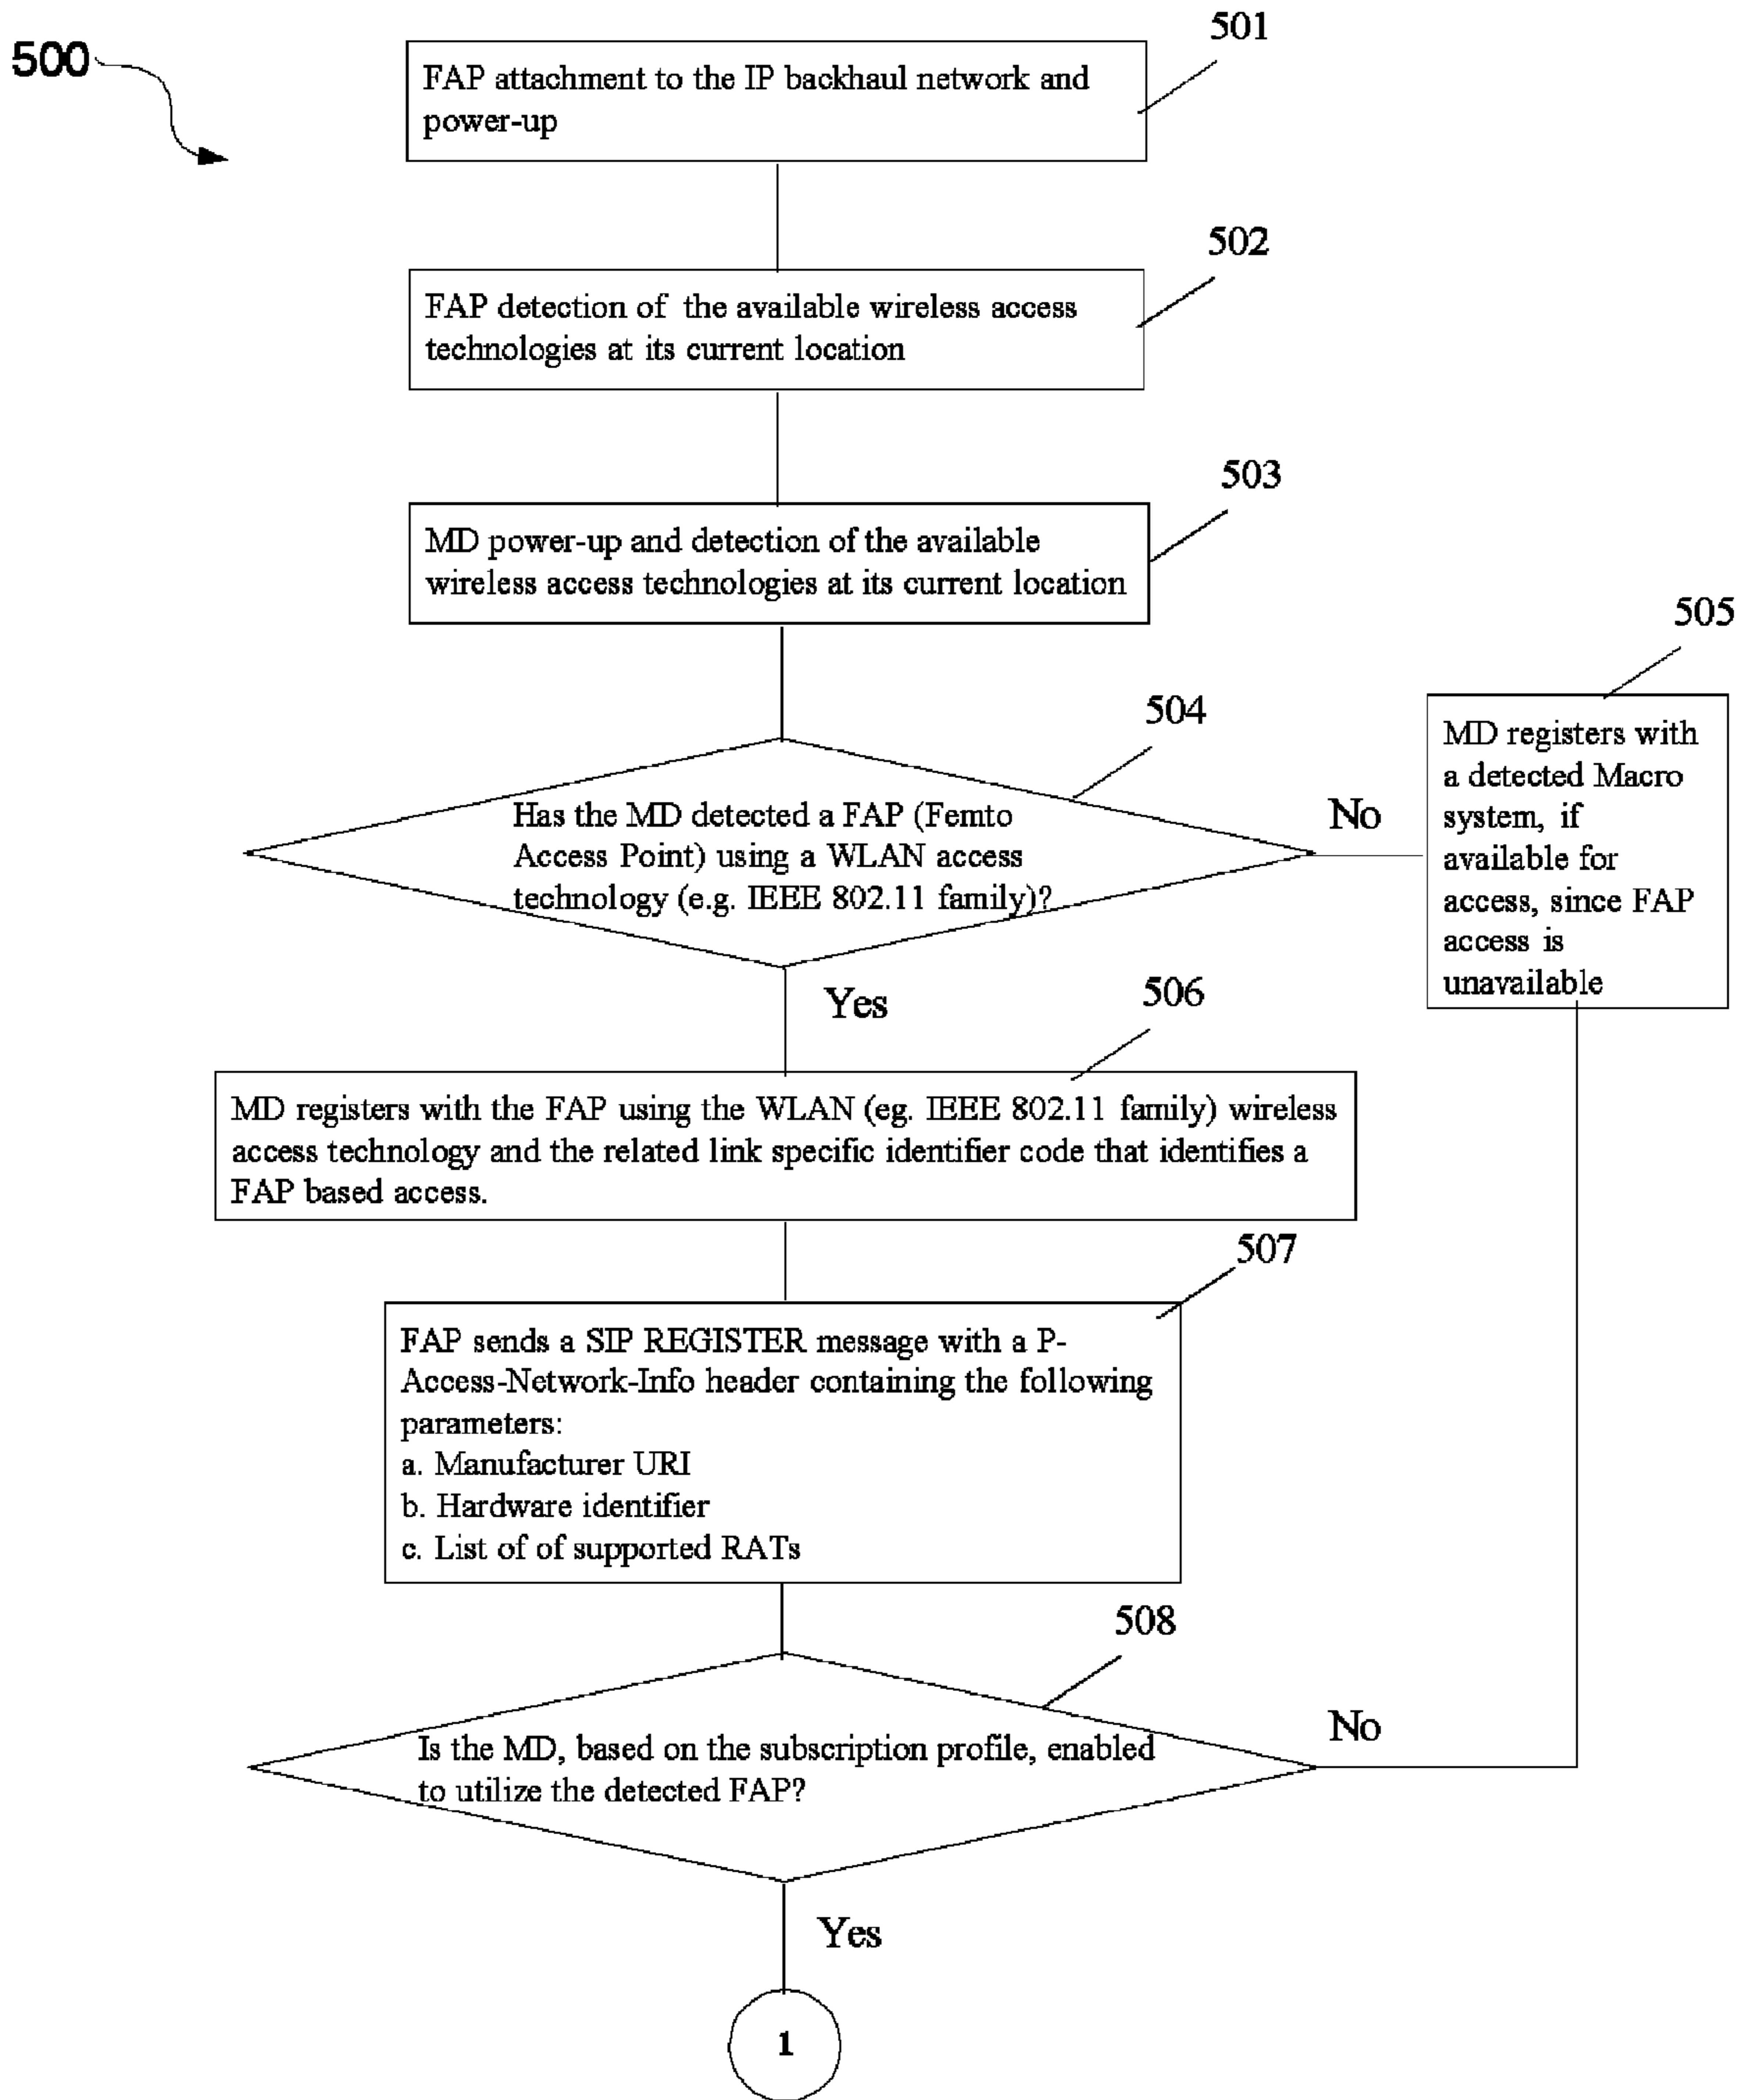 500
501
FAP attachment to the IP backhaul network and
power-up
502
FAP detection of the available wireless access
technologies at its current location
503
MD power-up and detection of the available
wireless access technologies at its current location
504
Has the MD detected a FAP (Femto
Access Point) using a WLAN access
technology (e.g. IEEE 802.11 family)?
No
505
MD registers with
a detected Macro
system, if
available for
access, since FAP
access is
unavailable
Yes
506
MD registers with the FAP using the WLAN (eg. IEEE 802.11 family) wireless
access technology and the related link specific identifier code that identifies a
FAP based access.
507
FAP sends a SIP REGISTER message with a P-
Access-Network-Info header containing the following
parameters:
a. Manufacturer URI
b. Hardware identifier
c. List of of supported RATs
508
Is the MD, based on the subscription profile, enabled
to utilize the detected FAP?
No
Yes
1